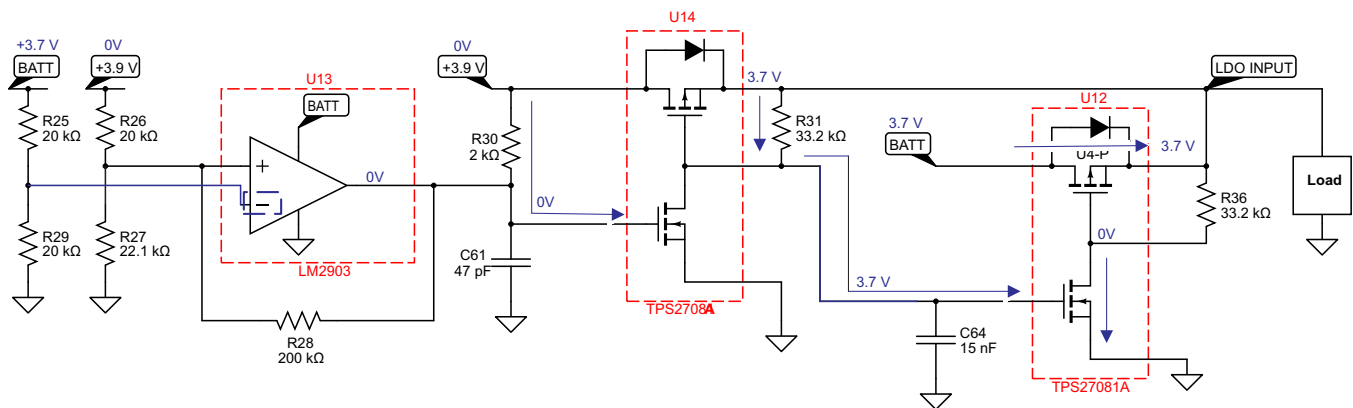 U14
+3.7 V
BATT
0V
+3.9 V
U13
BATT
0V
+3.9 V
3.7 V
LDO INPUT
U12
R25
20 kΩ
R26
20 kΩ
R30
2 kΩ
R31
33.2 kΩ
3.7 V
BATT
3.7 V
U4-P
+
0V
Load
R36
33.2 kΩ
0V
0V
R29
20 kΩ
R27
22.1 kΩ
LM2903
C61
47 pF
3.7 V
3.7 V
TPS2708A
R28
200 kΩ
C64
15 nF
TPS27081A